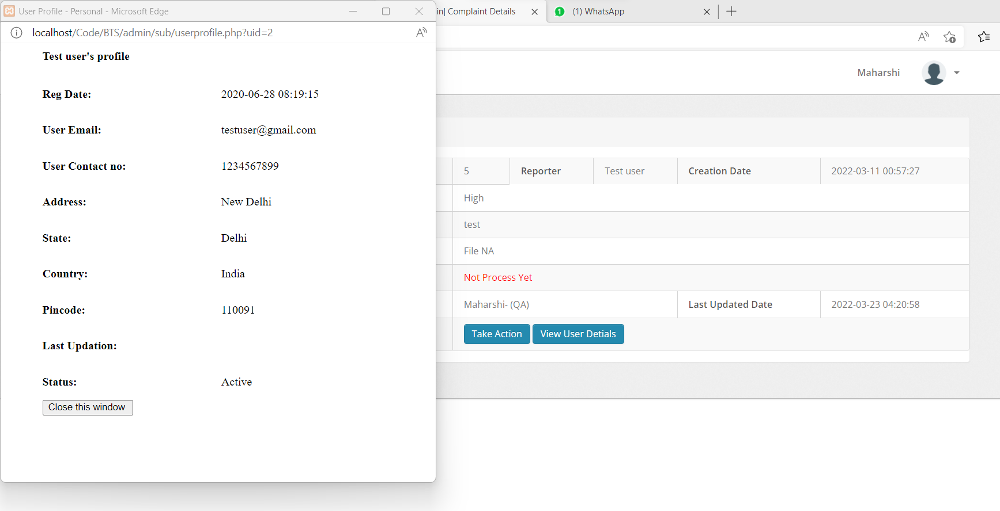 User Profile - Personal - Microsoft Edge
localhost/Code/BTS/admin/sub/userprofile.php?uid=2
Test user's profile
Reg Date: 2020-06-28 08:19:15
User Email: testuser@gmail.com
User Contact no: 1234567899
Address: New Delhi
State: Delhi
Country: India
Pincode: 110091
Last Updation:
Status: Active
Close this window
in| Complaint Details
1 (1) WhatsApp
Maharshi
5 Reporter Test user Creation Date 2022-03-11 00:57:27
High
test
File NA
Not Process Yet
Maharshi- (QA) Last Updated Date 2022-03-23 04:20:58
Take Action View User Detials